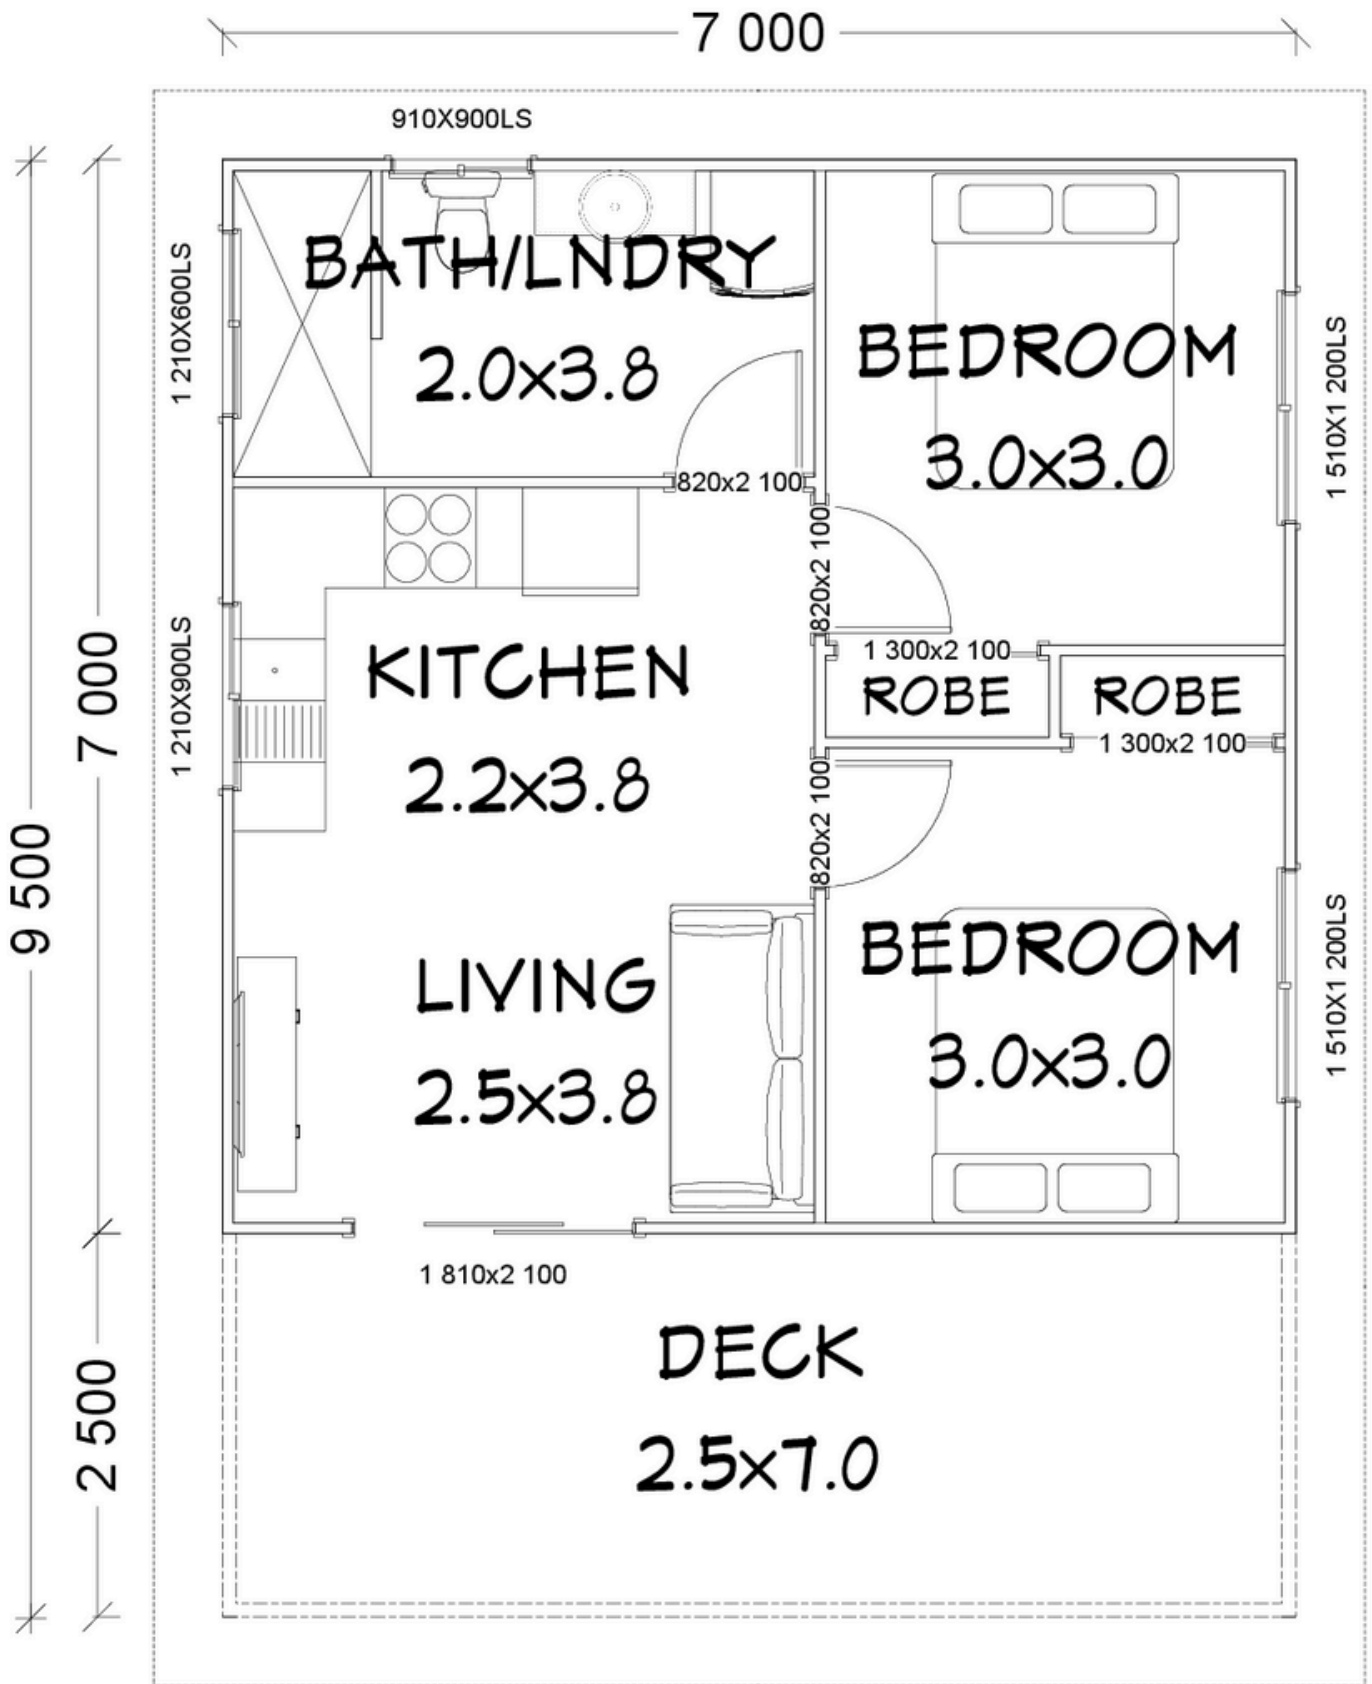 7 000
910X900LS
1 210X600LS
BATH/LNDRY
2.0x3.8
820x2 100
BEDROOM
3.0x3.0
1 510X1 200LS
820x2 100
1 300x2 100
ROBE
ROBE
1 300x2 100
1 210X900LS
KITCHEN
2.2x3.8
7 000
9 500
820x2 100
LIVING
2.5x3.8
BEDROOM
3.0x3.0
1 510X1 200LS
1 810x2 100
2 500
DECK
2.5x7.0